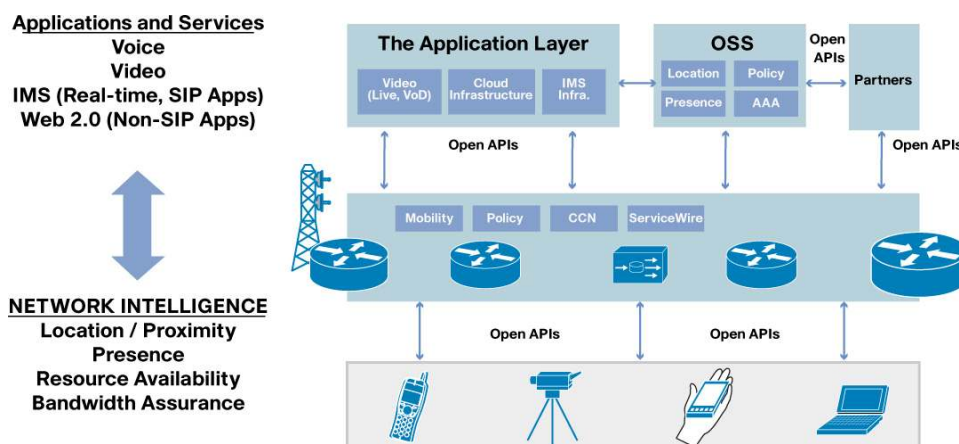 Applications and Services
Voice
Video
IMS (Real-time, SIP Apps)
Web 2.0 (Non-SIP Apps)
NETWORK INTELLIGENCE
Location / Proximity
Presence
Resource Availability
Bandwidth Assurance
The Application Layer
Video
(Live, VoD)
Cloud
Infrastructure
IMS
Infra.
OSS
Location
Policy
Presence
AAA
Open
APIs
Partners
Open APIs
Open APIs
Mobility
Policy
CCN
ServiceWire
Open APIs
Open APIs